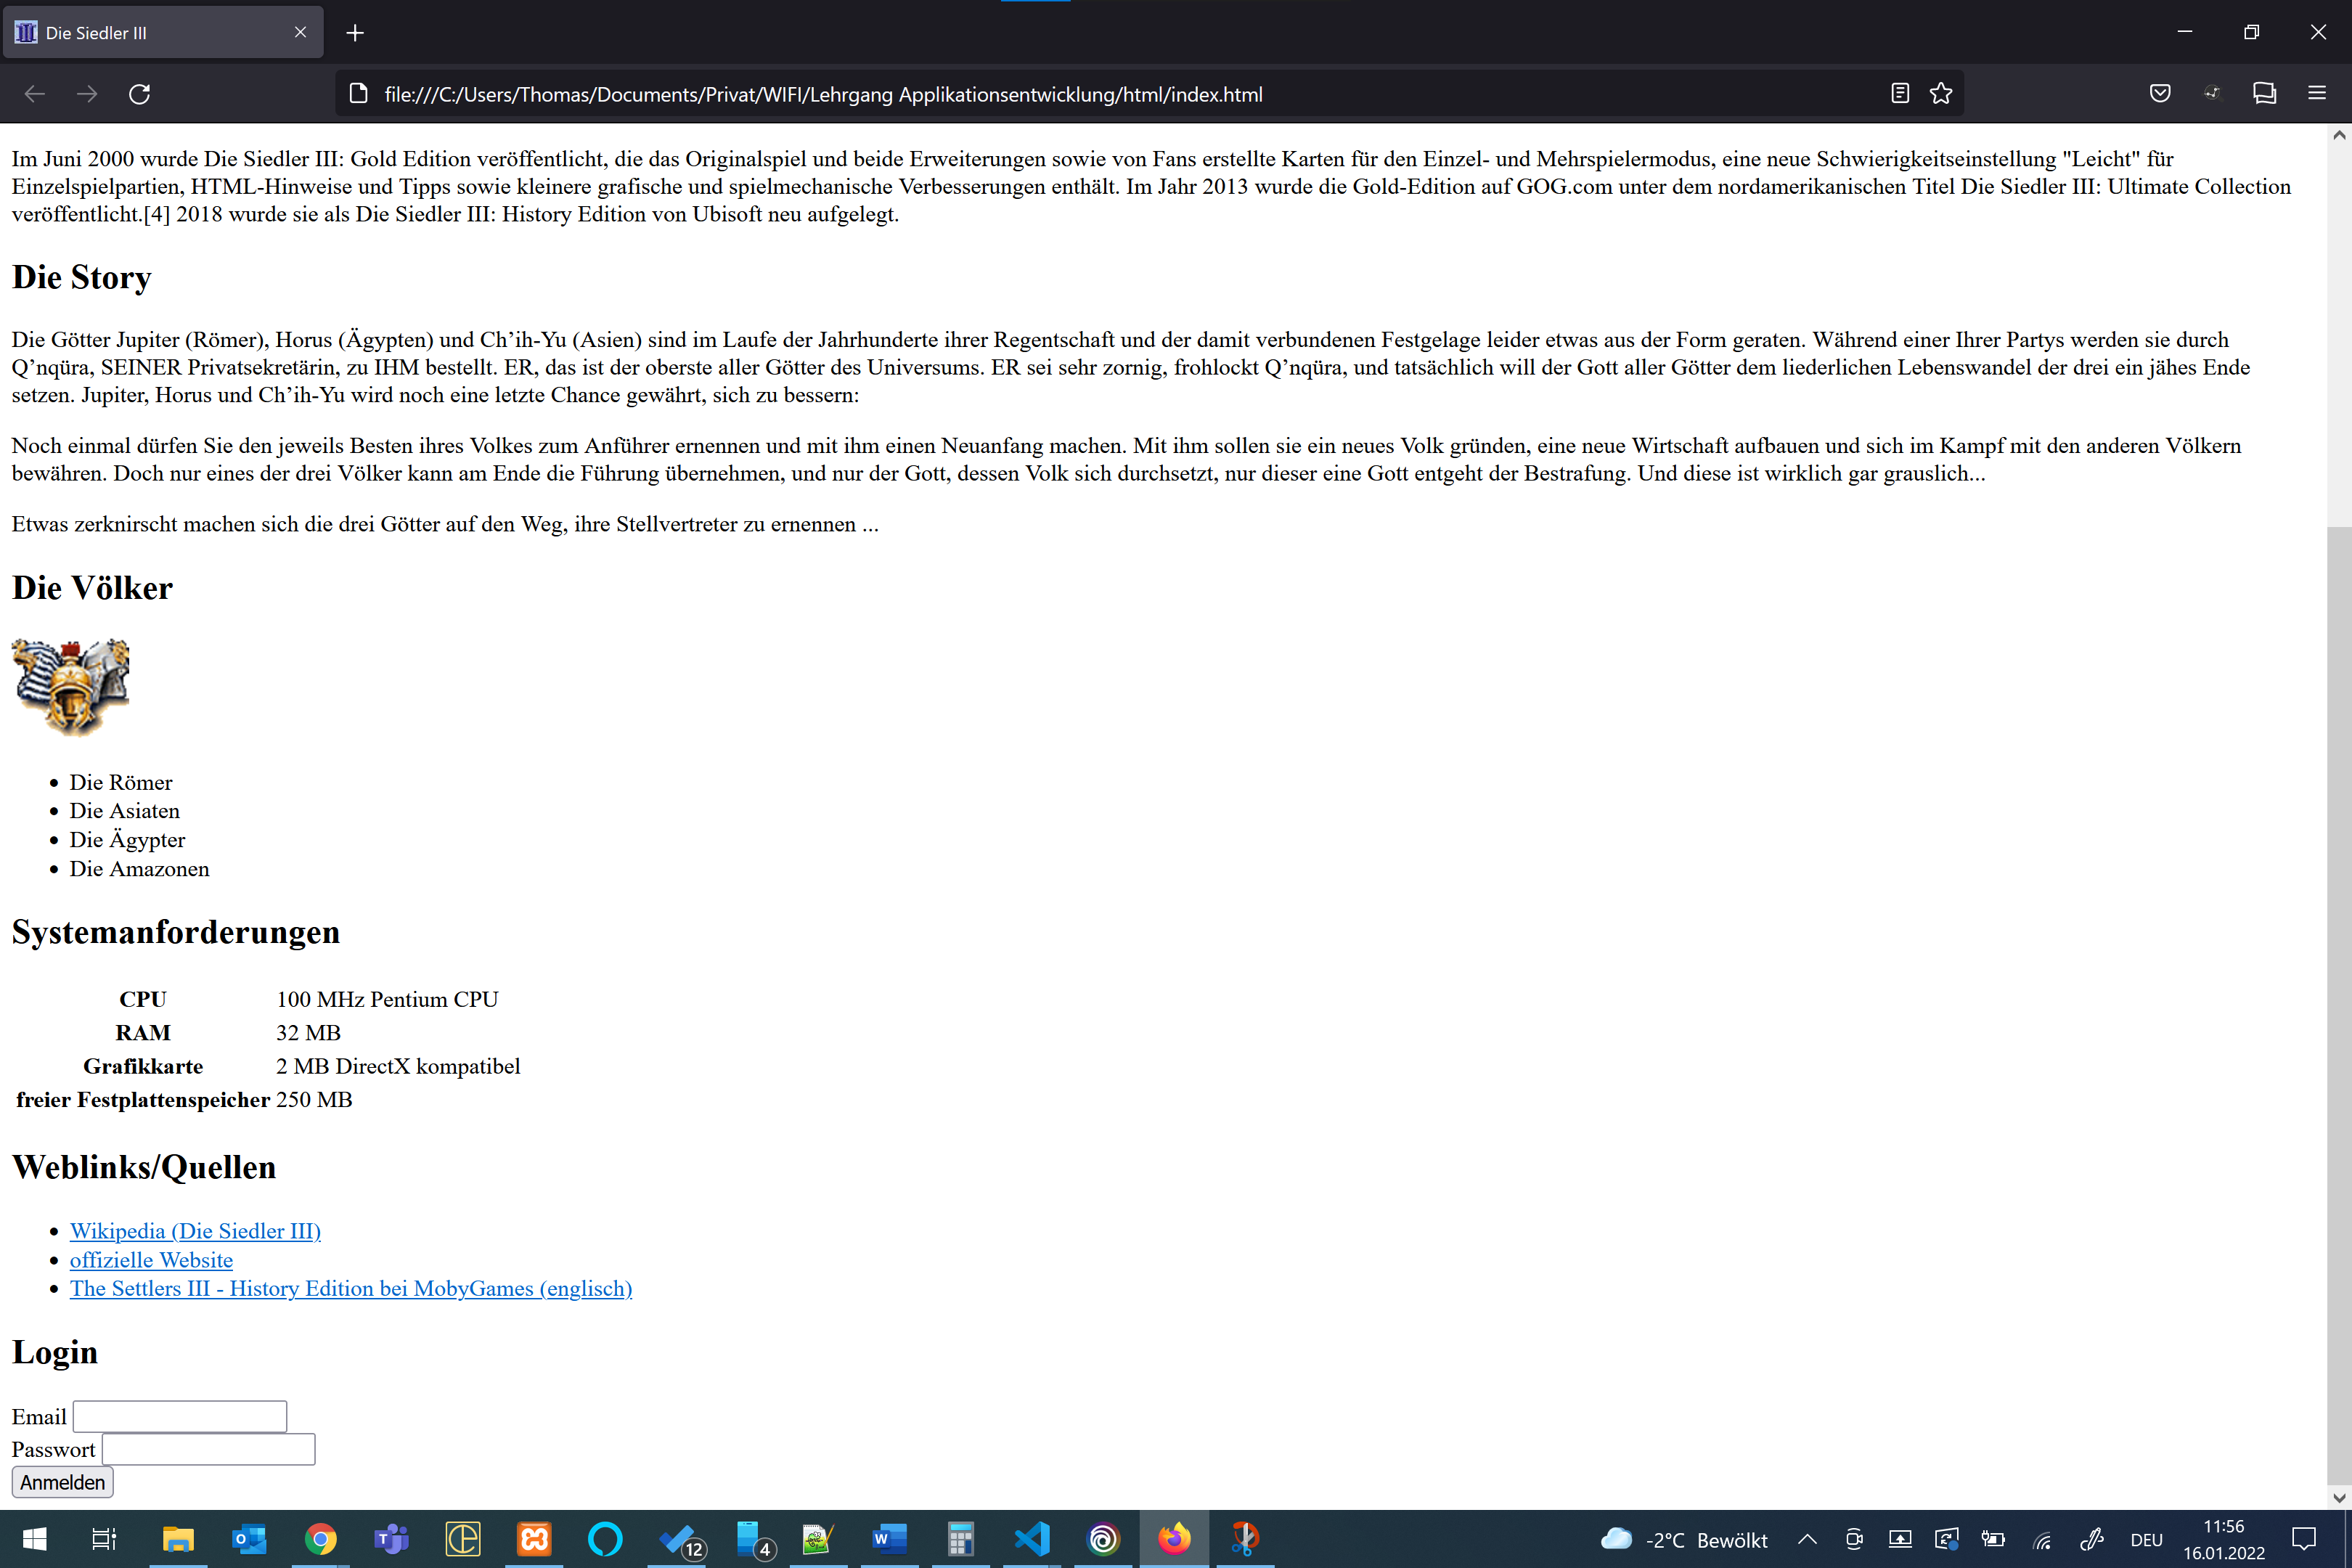 Die Siedler III
file:///C:/Users/Thomas/Documents/Privat/WIFI/Lehrgang Applikationsentwicklung/html/index.html
Im Juni 2000 wurde Die Siedler III: Gold Edition veröffentlicht, die das Originalspiel und beide Erweiterungen sowie von Fans erstellte Karten für den Einzel- und Mehrspielermodus, eine neue Schwierigkeitseinstellung "Leicht" für
Einzelspielpartien, HTML-Hinweise und Tipps sowie kleinere grafische und spielmechanische Verbesserungen enthält. Im Jahr 2013 wurde die Gold-Edition auf GOG.com unter dem nordamerikanischen Titel Die Siedler III: Ultimate Collection
veröffentlicht.[4] 2018 wurde sie als Die Siedler III: History Edition von Ubisoft neu aufgelegt.
Die Story
Die Götter Jupiter (Römer), Horus (Ägypten) und Ch’ih-Yu (Asien) sind im Laufe der Jahrhunderte ihrer Regentschaft und der damit verbundenen Festgelage leider etwas aus der Form geraten. Während einer Ihrer Partys werden sie durch
Q’nqüra, SEINER Privatsekretärin, zu IHM bestellt. ER, das ist der oberste aller Götter des Universums. ER sei sehr zornig, frohlockt Q’nqüra, und tatsächlich will der Gott aller Götter dem liederlichen Lebenswandel der drei ein jähes Ende
setzen. Jupiter, Horus und Ch’ih-Yu wird noch eine letzte Chance gewährt, sich zu bessern:
Noch einmal dürfen Sie den jeweils Besten ihres Volkes zum Anführer ernennen und mit ihm einen Neuanfang machen. Mit ihm sollen sie ein neues Volk gründen, eine neue Wirtschaft aufbauen und sich im Kampf mit den anderen Völkern
bewähren. Doch nur eines der drei Völker kann am Ende die Führung übernehmen, und nur der Gott, dessen Volk sich durchsetzt, nur dieser eine Gott entgeht der Bestrafung. Und diese ist wirklich gar grauslich...
Etwas zerknirscht machen sich die drei Götter auf den Weg, ihre Stellvertreter zu ernennen ...
Die Völker
Die Römer
Die Asiaten
Die Ägypter
Die Amazonen
Systemanforderungen
CPU 100 MHz Pentium CPU
RAM 32 MB
Grafikkarte 2 MB DirectX kompatibel
freier Festplattenspeicher 250 MB
Weblinks/Quellen
Wikipedia (Die Siedler III)
offizielle Website
The Settlers III - History Edition bei MobyGames (englisch)
Login
Email
Passwort
Anmelden
12
4
-2°C Bewölkt
DEU
11:56
16.01.2022